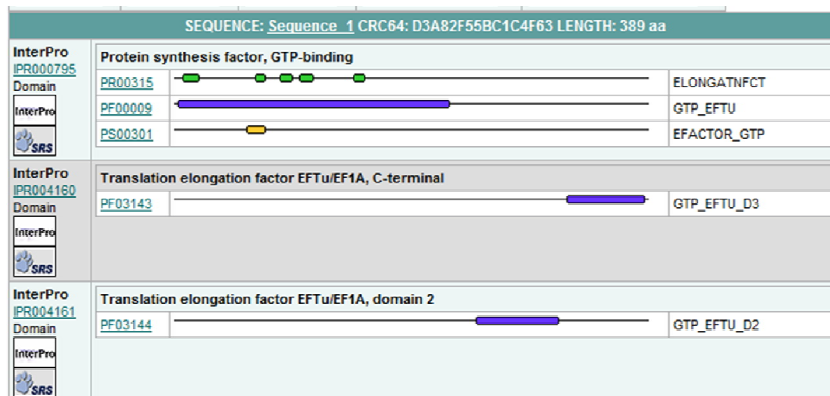 SEQUENCE: Sequence_1 CRC64: D3A82F55BC1C4F63 LENGTH: 389 aa
InterPro
IPR000795
Domain
InterPro
SRS
Protein synthesis factor, GTP-binding
PR00315 ELONGATNFCT
PF00009 GTP_EFTU
PS00301 EFACTOR_GTP
InterPro
IPR004160
Domain
InterPro
SRS
Translation elongation factor EFTu/EF1A, C-terminal
PF03143 GTP_EFTU_D3
InterPro
IPR004161
Domain
InterPro
SRS
Translation elongation factor EFTu/EF1A, domain 2
PF03144 GTP_EFTU_D2